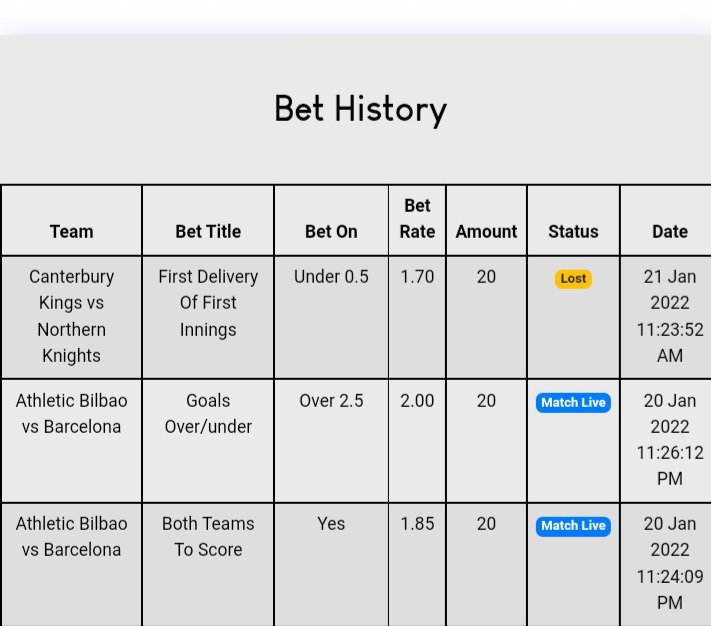 Bet History
Team Bet Title Bet On Bet Rate Amount Status Date
Canterbury Kings vs Northern Knights First Delivery Of First Innings Under 0.5 1.70 20 Lost 21 Jan 2022 11:23:52 AM
Athletic Bilbao vs Barcelona Goals Over/under Over 2.5 2.00 20 Match Live 20 Jan 2022 11:26:12 PM
Athletic Bilbao vs Barcelona Both Teams To Score Yes 1.85 20 Match Live 20 Jan 2022 11:24:09 PM